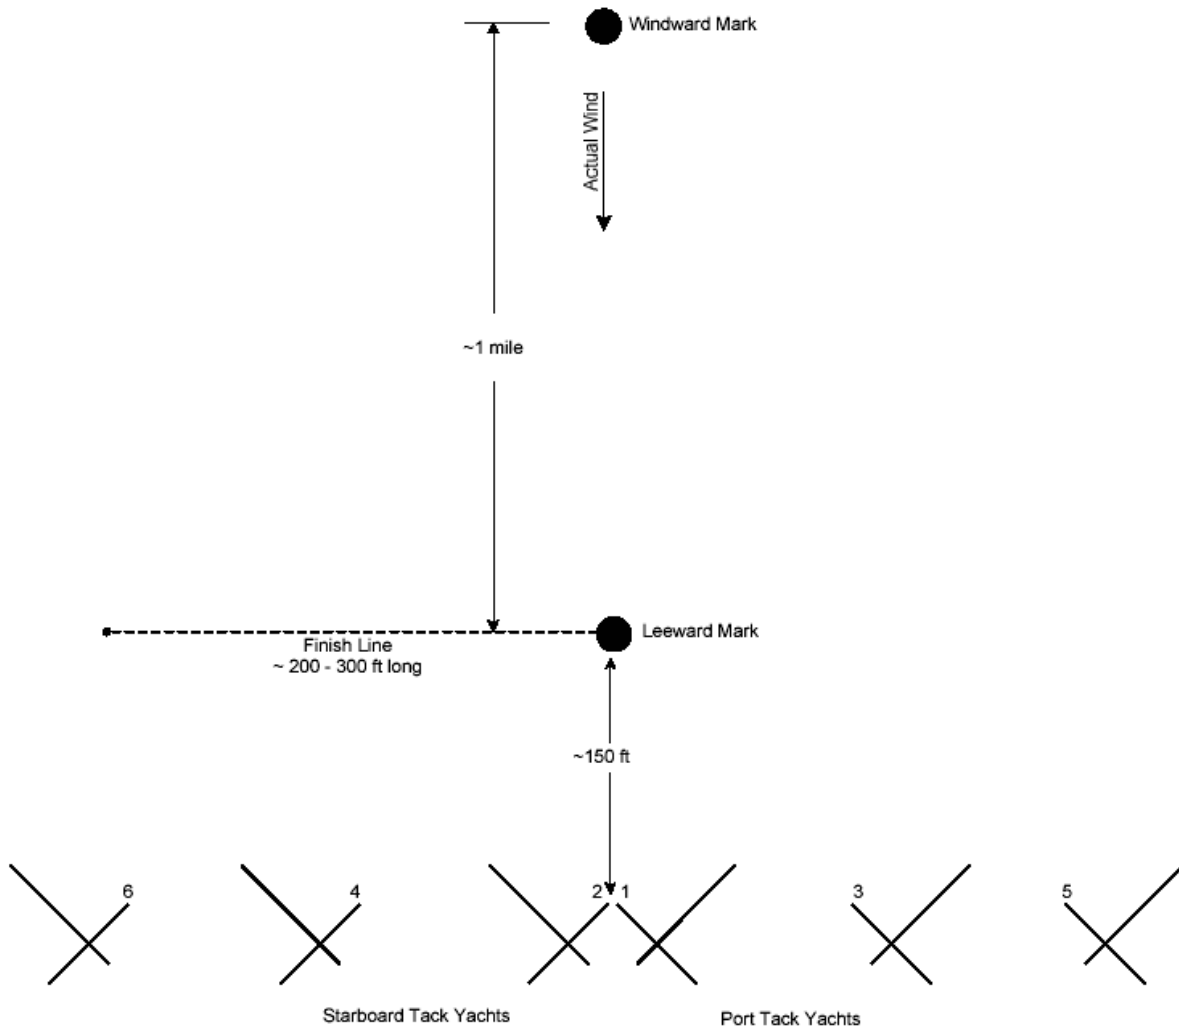 Windward Mark
Actual Wind
~1 mile
Leeward Mark
Finish Line
~ 200 - 300 ft long
~150 ft
6
4
2
1
3
5
Starboard Tack Yachts
Port Tack Yachts